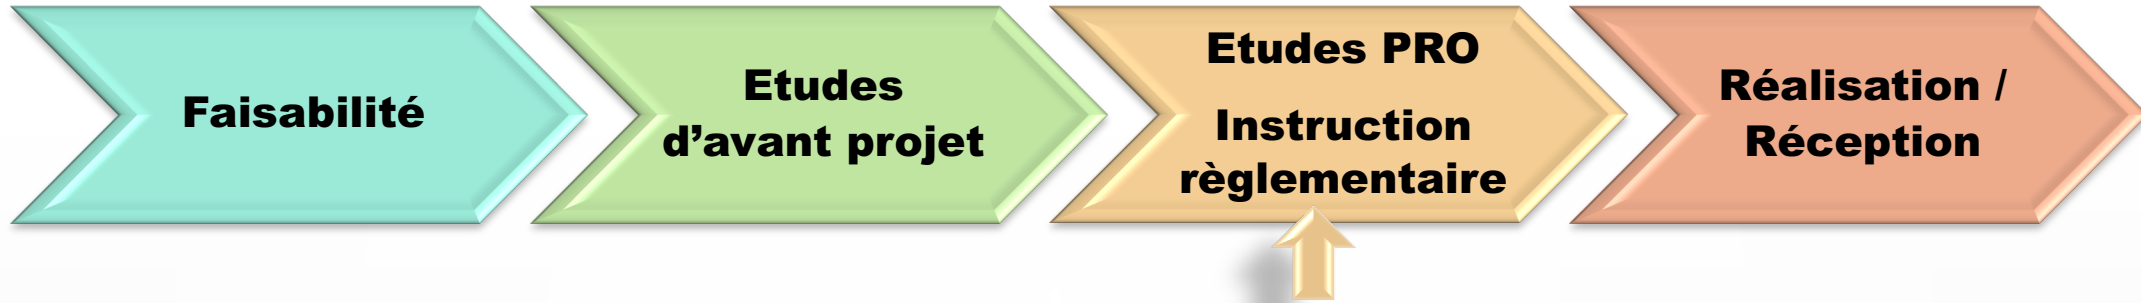 Faisabilité
Etudes
d’avant projet
Etudes PRO
Instruction
règlementaire
Réalisation /
Réception